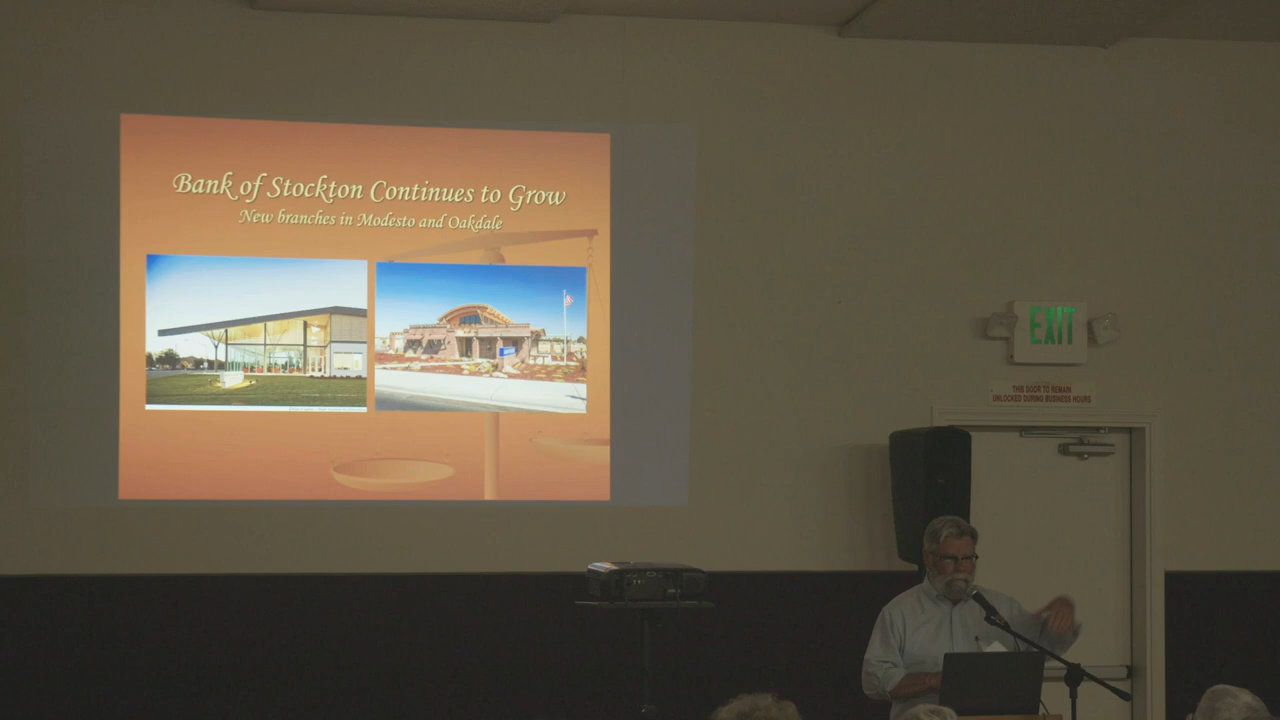 Bank of Stockton Continues to Grow
New branches in Modesto and Oakdale
EXIT
THIS DOOR TO REMAIN
UNLOCKED DURING BUSINESS HOURS